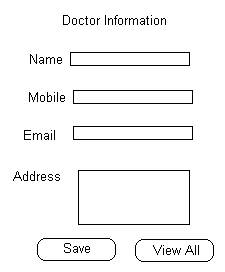 Doctor Information
Name
Mobile
Email
Address
Save View All